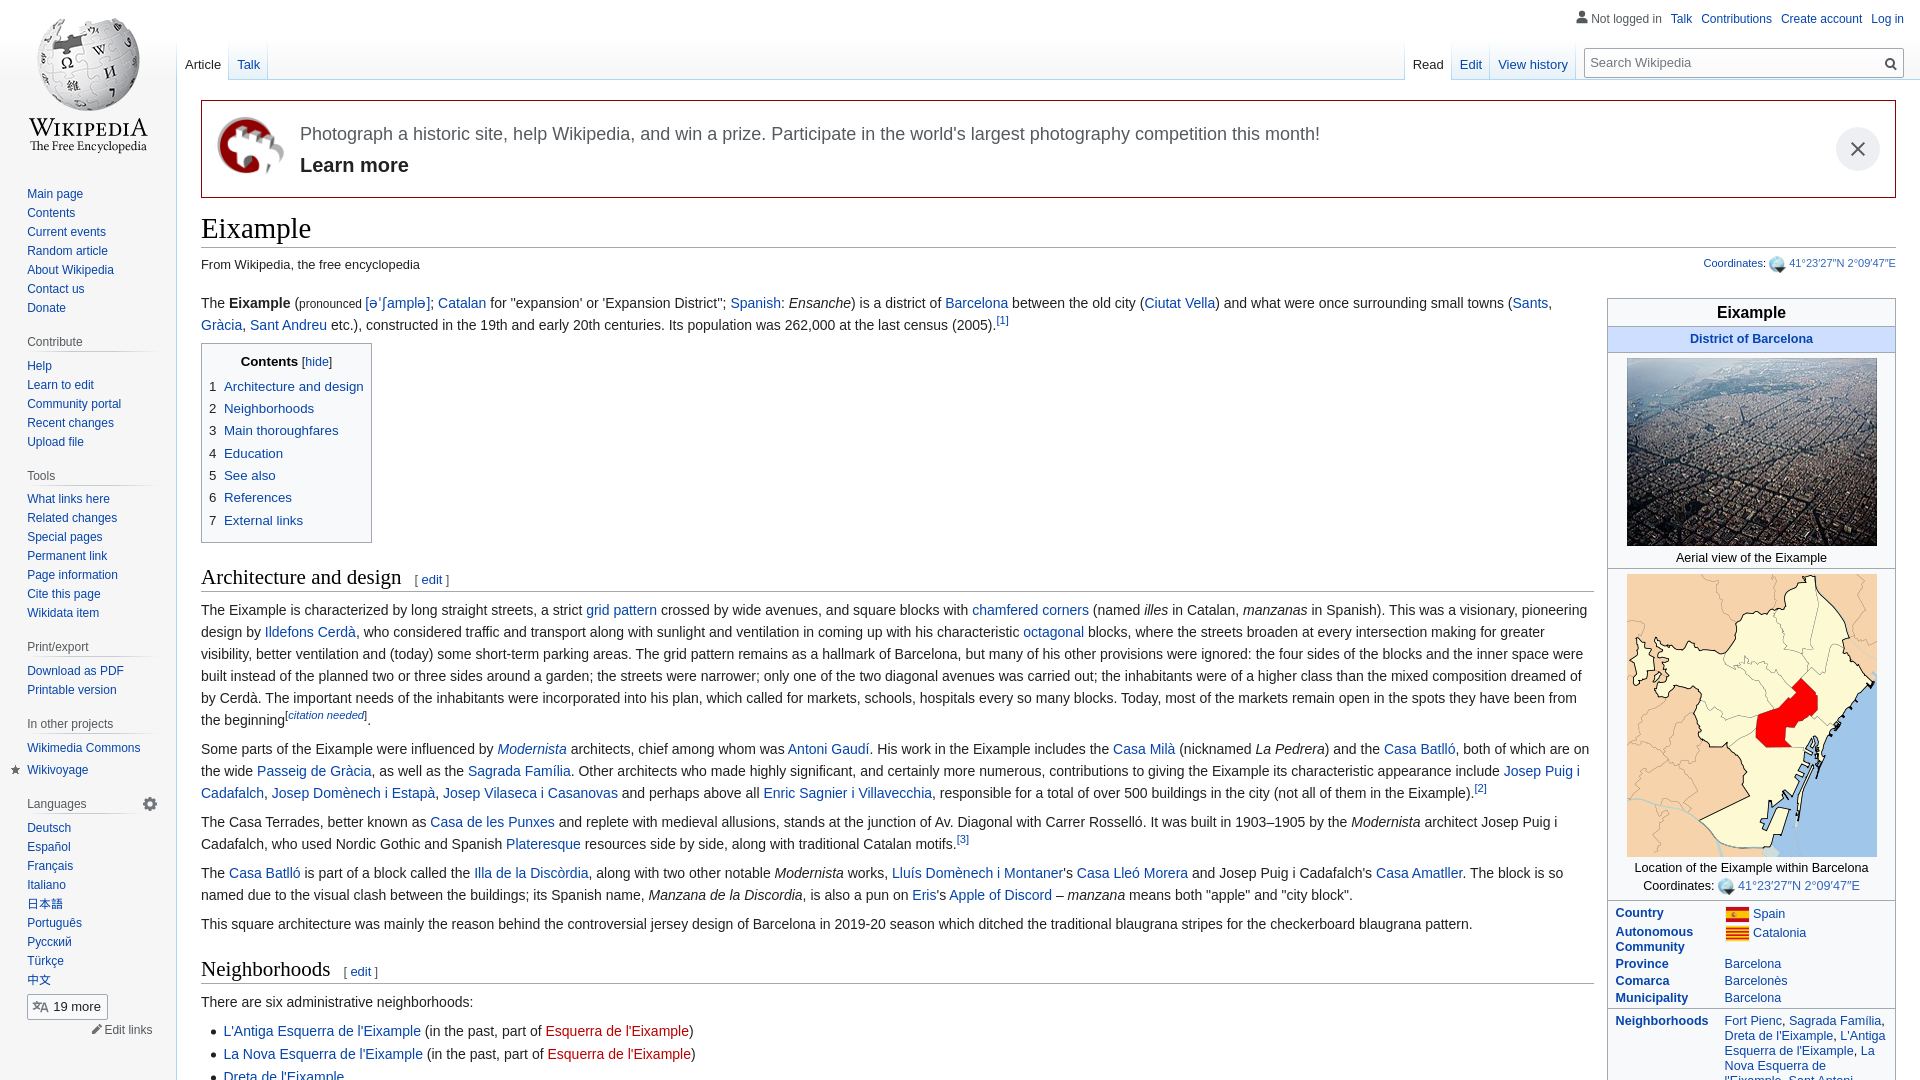 Not logged in Talk Contributions Create account Log in
Article Talk Read Edit View history Search Wikipedia
WIKIPEDIA
The Free Encyclopedia
Main page
Contents
Current events
Random article
About Wikipedia
Contact us
Donate
Contribute
Help
Learn to edit
Community portal
Recent changes
Upload file
Tools
What links here
Related changes
Special pages
Permanent link
Page information
Cite this page
Wikidata item
Print/export
Download as PDF
Printable version
In other projects
Wikimedia Commons
Wikivoyage
Languages
Deutsch
Español
Français
Italiano
日本語
Português
Русский
Türkçe
中文
19 more
Edit links
Photograph a historic site, help Wikipedia, and win a prize. Participate in the world's largest photography competition this month!
Learn more
Eixample
From Wikipedia, the free encyclopedia
Coordinates: 41°23′27″N 2°09′47″E
The Eixample (pronounced [əˈʃamplə]; Catalan for "expansion' or 'Expansion District"; Spanish: Ensanche) is a district of Barcelona between the old city (Ciutat Vella) and what were once surrounding small towns (Sants,
Gràcia, Sant Andreu etc.), constructed in the 19th and early 20th centuries. Its population was 262,000 at the last census (2005).[1]
Contents [hide]
1 Architecture and design
2 Neighborhoods
3 Main thoroughfares
4 Education
5 See also
6 References
7 External links
Architecture and design [ edit ]
The Eixample is characterized by long straight streets, a strict grid pattern crossed by wide avenues, and square blocks with chamfered corners (named illes in Catalan, manzanas in Spanish). This was a visionary, pioneering
design by Ildefons Cerdà, who considered traffic and transport along with sunlight and ventilation in coming up with his characteristic octagonal blocks, where the streets broaden at every intersection making for greater
visibility, better ventilation and (today) some short-term parking areas. The grid pattern remains as a hallmark of Barcelona, but many of his other provisions were ignored: the four sides of the blocks and the inner space were
built instead of the planned two or three sides around a garden; the streets were narrower; only one of the two diagonal avenues was carried out; the inhabitants were of a higher class than the mixed composition dreamed of
by Cerdà. The important needs of the inhabitants were incorporated into his plan, which called for markets, schools, hospitals every so many blocks. Today, most of the markets remain open in the spots they have been from
the beginning[citation needed].
Some parts of the Eixample were influenced by Modernista architects, chief among whom was Antoni Gaudí. His work in the Eixample includes the Casa Milà (nicknamed La Pedrera) and the Casa Batlló, both of which are on
the wide Passeig de Gràcia, as well as the Sagrada Família. Other architects who made highly significant, and certainly more numerous, contributions to giving the Eixample its characteristic appearance include Josep Puig i
Cadafalch, Josep Domènech i Estapà, Josep Vilaseca i Casanovas and perhaps above all Enric Sagnier i Villavecchia, responsible for a total of over 500 buildings in the city (not all of them in the Eixample).[2]
The Casa Terrades, better known as Casa de les Punxes and replete with medieval allusions, stands at the junction of Av. Diagonal with Carrer Rosselló. It was built in 1903–1905 by the Modernista architect Josep Puig i
Cadafalch, who used Nordic Gothic and Spanish Plateresque resources side by side, along with traditional Catalan motifs.[3]
The Casa Batlló is part of a block called the Illa de la Discòrdia, along with two other notable Modernista works, Lluís Domènech i Montaner's Casa Lleó Morera and Josep Puig i Cadafalch's Casa Amatller. The block is so
named due to the visual clash between the buildings; its Spanish name, Manzana de la Discordia, is also a pun on Eris's Apple of Discord – manzana means both "apple" and "city block".
This square architecture was mainly the reason behind the controversial jersey design of Barcelona in 2019-20 season which ditched the traditional blaugrana stripes for the checkerboard blaugrana pattern.
Neighborhoods [ edit ]
There are six administrative neighborhoods:
L'Antiga Esquerra de l'Eixample (in the past, part of Esquerra de l'Eixample)
La Nova Esquerra de l'Eixample (in the past, part of Esquerra de l'Eixample)
Dreta de l'Eixample
Eixample
District of Barcelona
Aerial view of the Eixample
Location of the Eixample within Barcelona
Coordinates: 41°23′27″N 2°09′47″E
Country Spain
Autonomous Community Catalonia
Province Barcelona
Comarca Barcelonès
Municipality Barcelona
Neighborhoods Fort Pienc, Sagrada Família,
Dreta de l'Eixample, L'Antiga
Esquerra de l'Eixample, La
Nova Esquerra de
l'Eixample, Sant Antoni